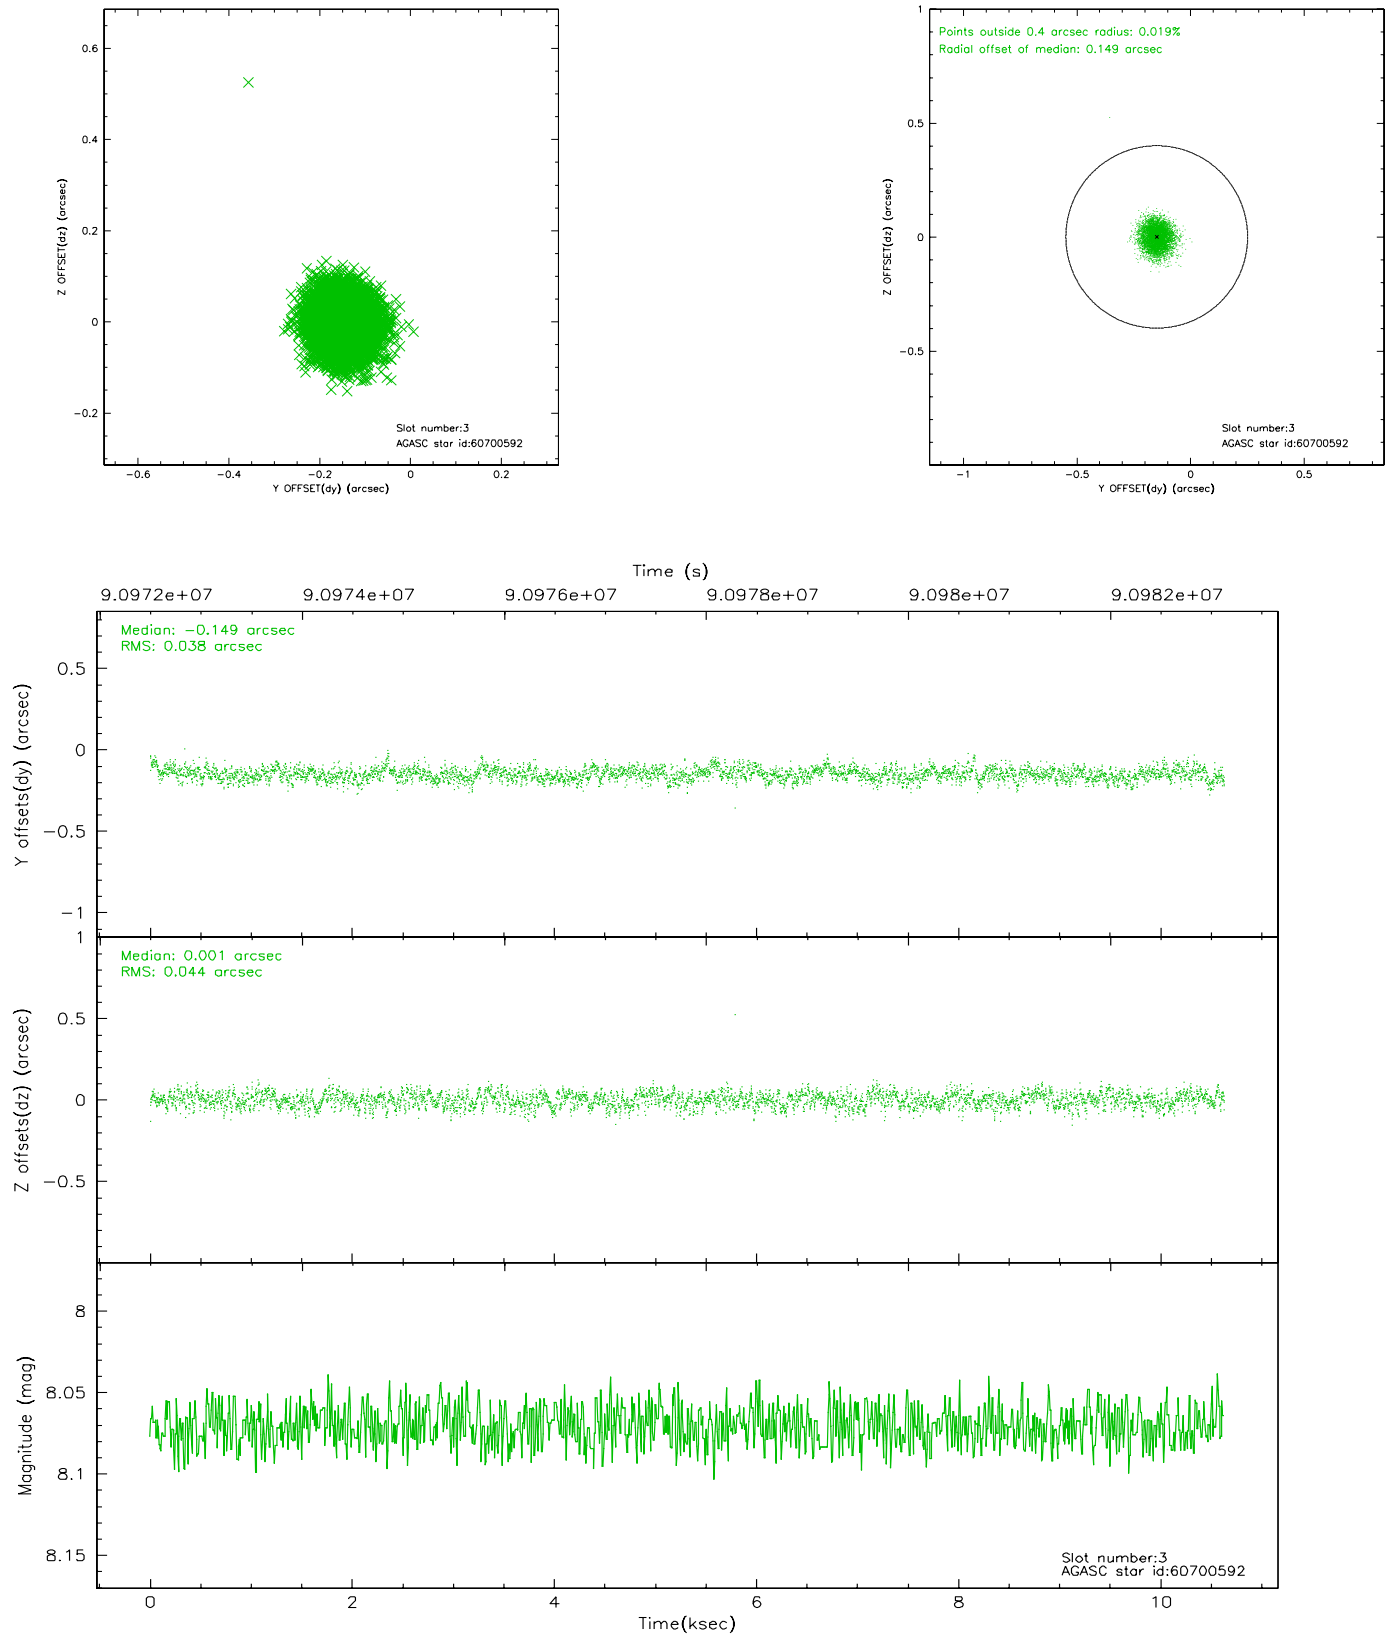 0.6
0.4
0.2
0
−0.2
Z OFFSET(dz) (arcsec)
Slot number:3
AGASC star id:60700592
−0.6 −0.4 −0.2 0 0.2
Y OFFSET(dy) (arcsec)
Points outside 0.4 arcsec radius: 0.019%
Radial offset of median: 0.149 arcsec
1
0.5
0
−0.5
Z OFFSET(dz) (arcsec)
Slot number:3
AGASC star id:60700592
−1 −0.5 0 0.5
Y OFFSET(dy) (arcsec)
Time (s)
9.0972e+07 9.0974e+07 9.0976e+07 9.0978e+07 9.098e+07 9.0982e+07
Median: −0.149 arcsec
RMS: 0.038 arcsec
0.5
0
−0.5
−1
Y offsets(dy) (arcsec)
Median: 0.001 arcsec
RMS: 0.044 arcsec
1
0.5
0
−0.5
Z offsets(dz) (arcsec)
8
8.05
8.1
8.15
Magnitude (mag)
Slot number:3
AGASC star id:60700592
0 2 4 6 8 10
Time(ksec)